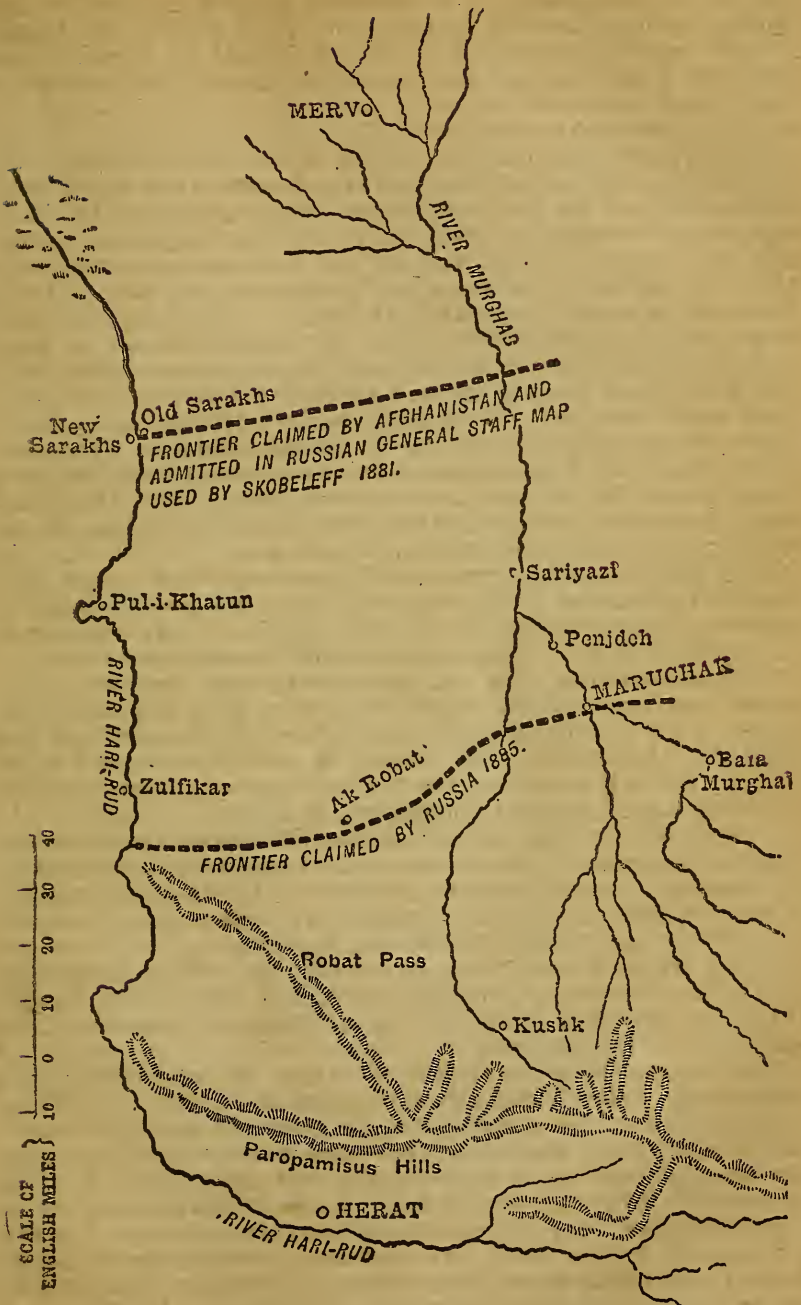 MERV
RIVER MURGHAB
Old Sarakhs
New
Sarakhs
FRONTIER CLAIMED BY AFGHANISTAN AND
ADMITTED IN RUSSIAN GENERAL STAFF MAP
USED BY SKOBELEFF 1881.
Sariyazi
Pul-i-Khatun
Penjdeh
MARUCHAK
RIVER HARI-RUD
Bala
Murghal
Zulfikar
Ak Robat
FRONTIER CLAIMED BY RUSSIA 1885.
40
30
20
10
0
10
SCALE OF
ENGLISH MILES
Robat Pass
Kushk
Paropamisus Hills
HERAT
RIVER HARI-RUD